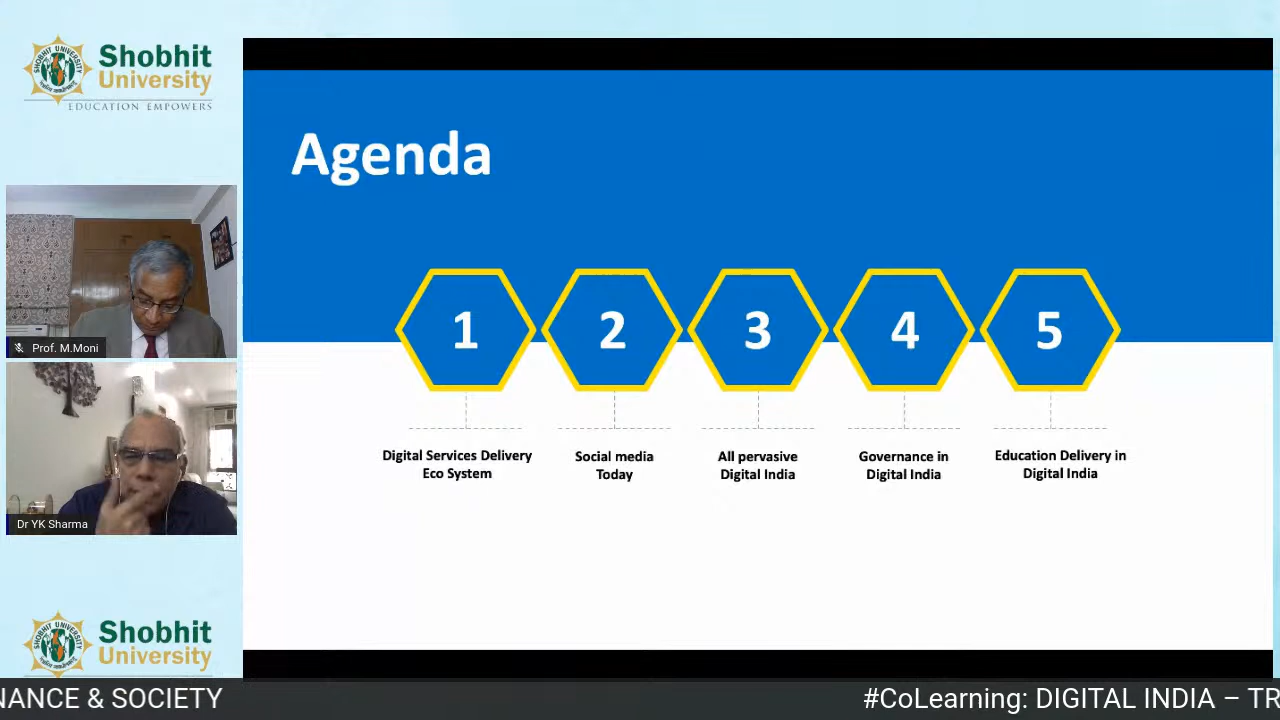 Shobhit
University
EDUCATION EMPOWERS
Prof. M.Moni
Dr YK Sharma
Shobhit
University
Agenda
1
2
3
4
5
Digital Services Delivery
Eco System
Social media
Today
All pervasive
Digital India
Governance in
Digital India
Education Delivery in
Digital India
NANCE & SOCIETY
#CoLearning: DIGITAL INDIA – TR